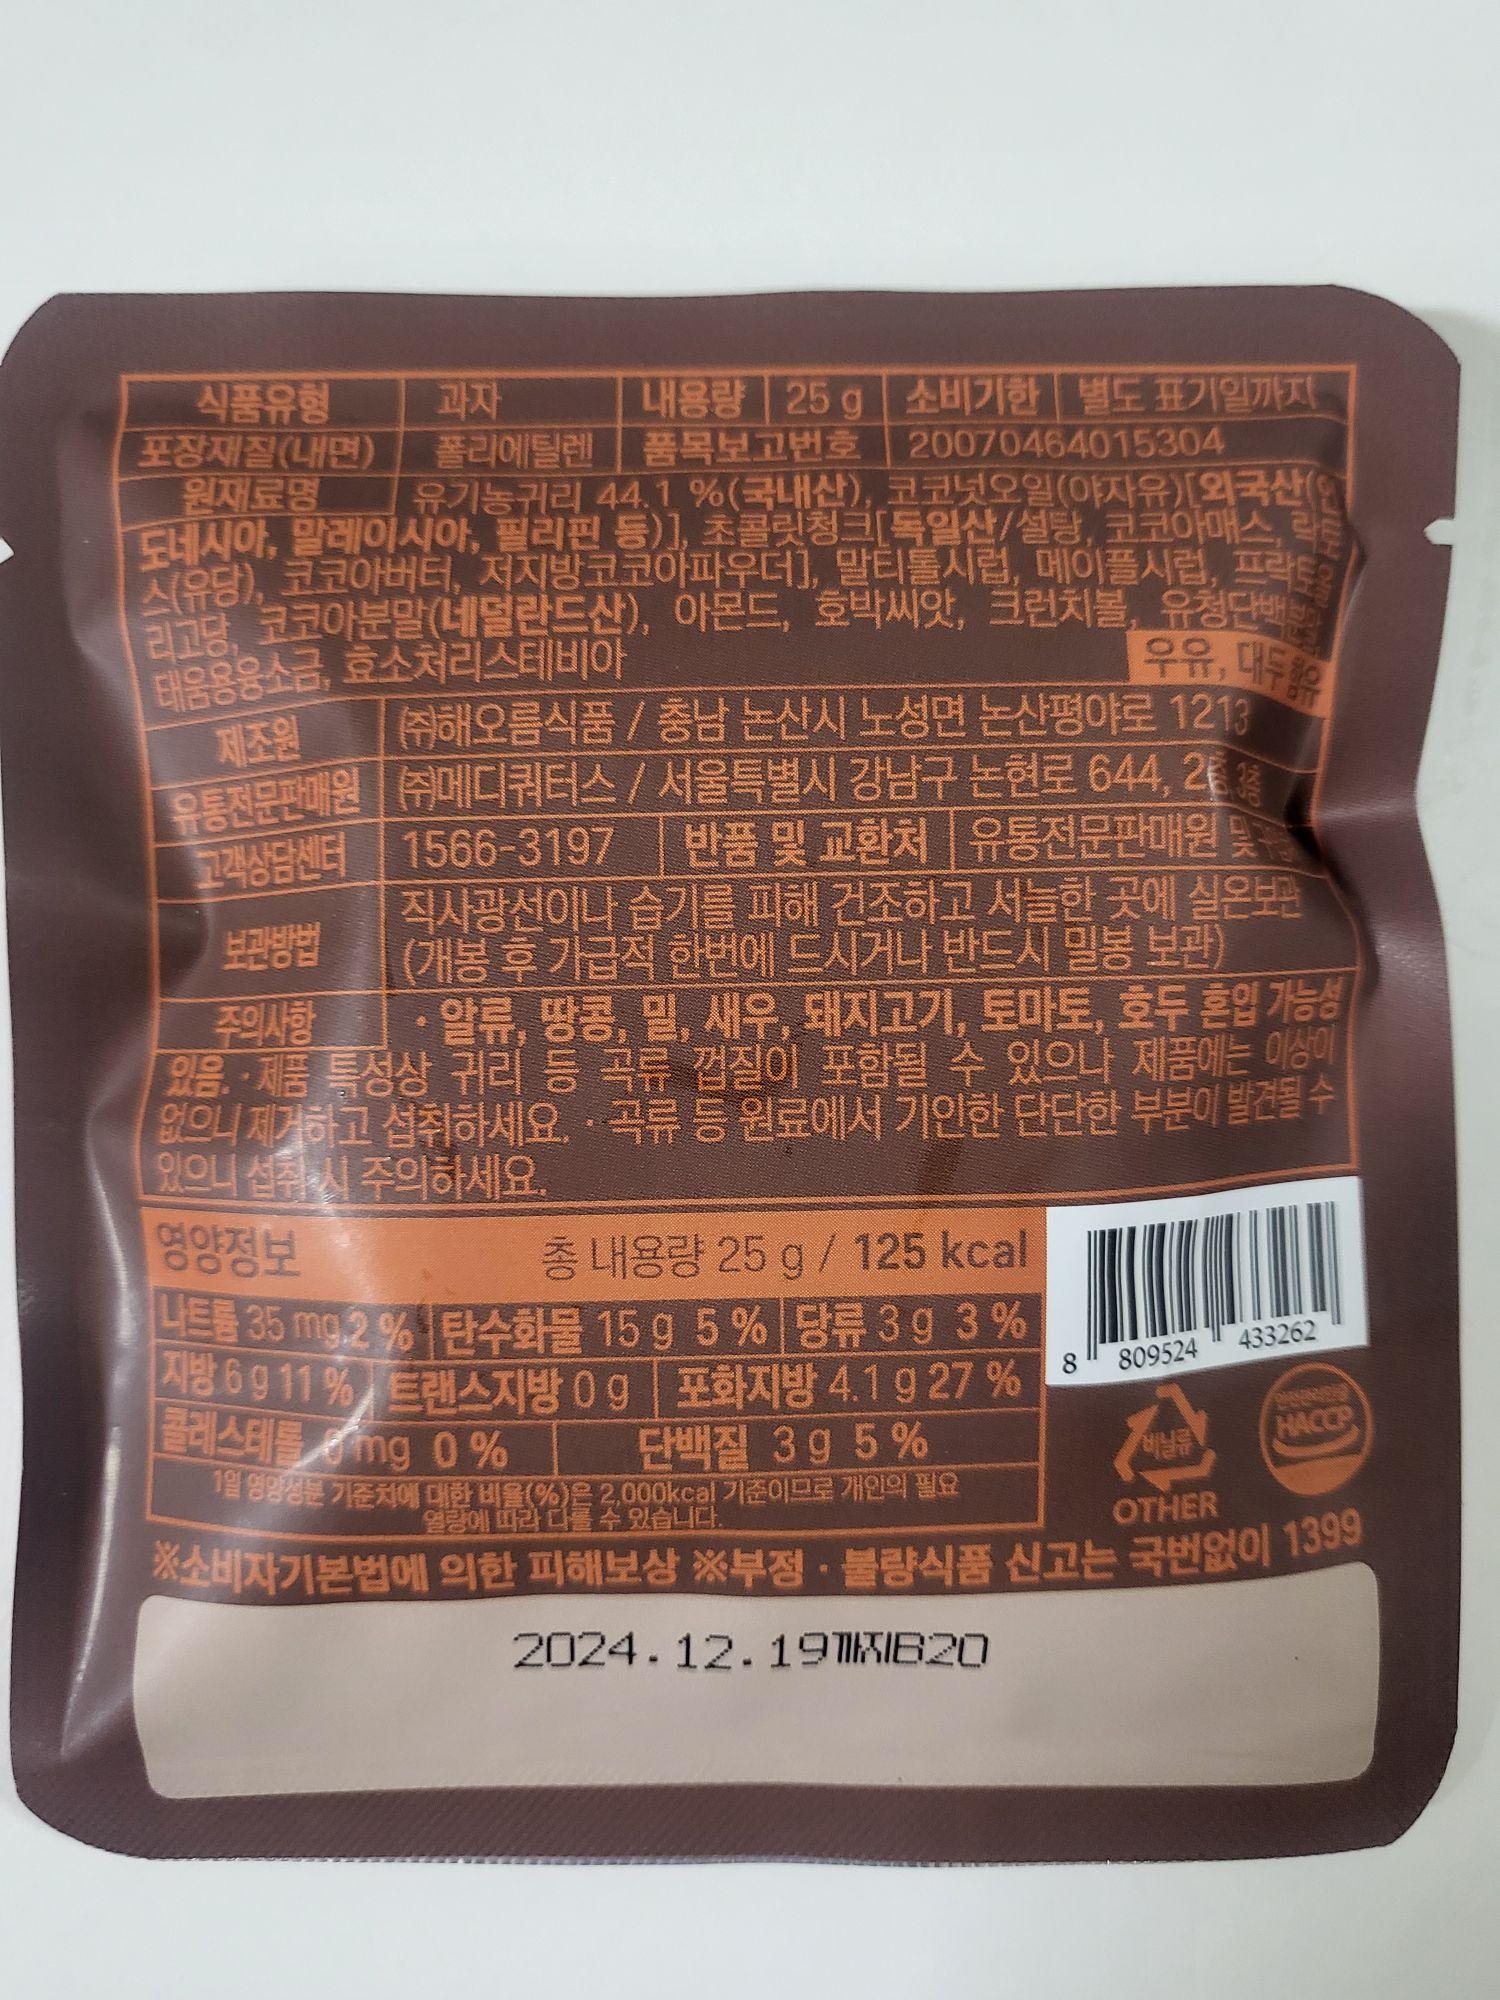 식품유형 과자 내용량 25 g 소비기한 별도 표기일까지
포장재질(내면) 폴리에틸렌 품목보고번호 20070464015304
원재료명 유기농귀리 44.1 %(국내산), 코코넛오일(야자유)[외국산(인
도네시아, 말레이시아, 필리핀 등)], 초콜릿청크[독일산/설탕, 코코아매스, 락토
스(유당), 코코아버터, 저지방코코아파우더], 말티톨시럽, 메이플시럽, 프락토올
리고당, 코코아분말(네덜란드산), 아몬드, 호박씨앗, 크런치볼, 유청단백분말,
태움용융소금, 효소처리스테비아
우유, 대두 함유
제조원 ㈜해오름식품 / 충남 논산시 노성면 논산평야로 1213
유통전문판매원 ㈜메디쿼터스 / 서울특별시 강남구 논현로 644, 2층, 3층
고객상담센터 1566-3197 반품 및 교환처 유통전문판매원 및
보관방법 직사광선이나 습기를 피해 건조하고 서늘한 곳에 실온보관
(개봉 후 가급적 한번에 드시거나 반드시 밀봉 보관)
주의사항 · 알류, 땅콩, 밀, 새우, 돼지고기, 토마토, 호두 혼입 가능성
있음. · 제품 특성상 귀리 등 곡류 껍질이 포함될 수 있으나 제품에는 이상이
없으니 제거하고 섭취하세요. · 곡류 등 원료에서 기인한 단단한 부분이 발견될 수
있으니 섭취 시 주의하세요.
영양정보 총 내용량 25 g / 125 kcal
나트륨 35 mg 2 % 탄수화물 15 g 5 % 당류 3 g 3 %
지방 6 g 11 % 트랜스지방 0 g 포화지방 4.1 g 27 %
콜레스테롤 0 mg 0 % 단백질 3 g 5 %
1일 영양성분 기준치에 대한 비율(%)은 2,000kcal 기준이므로 개인의 필요
열량에 따라 다를 수 있습니다.
8 809524 433262
비닐류
OTHER
HACCP
※소비자기본법에 의한 피해보상 ※부정 · 불량식품 신고는 국번없이 1399
2024.12.19까지B20